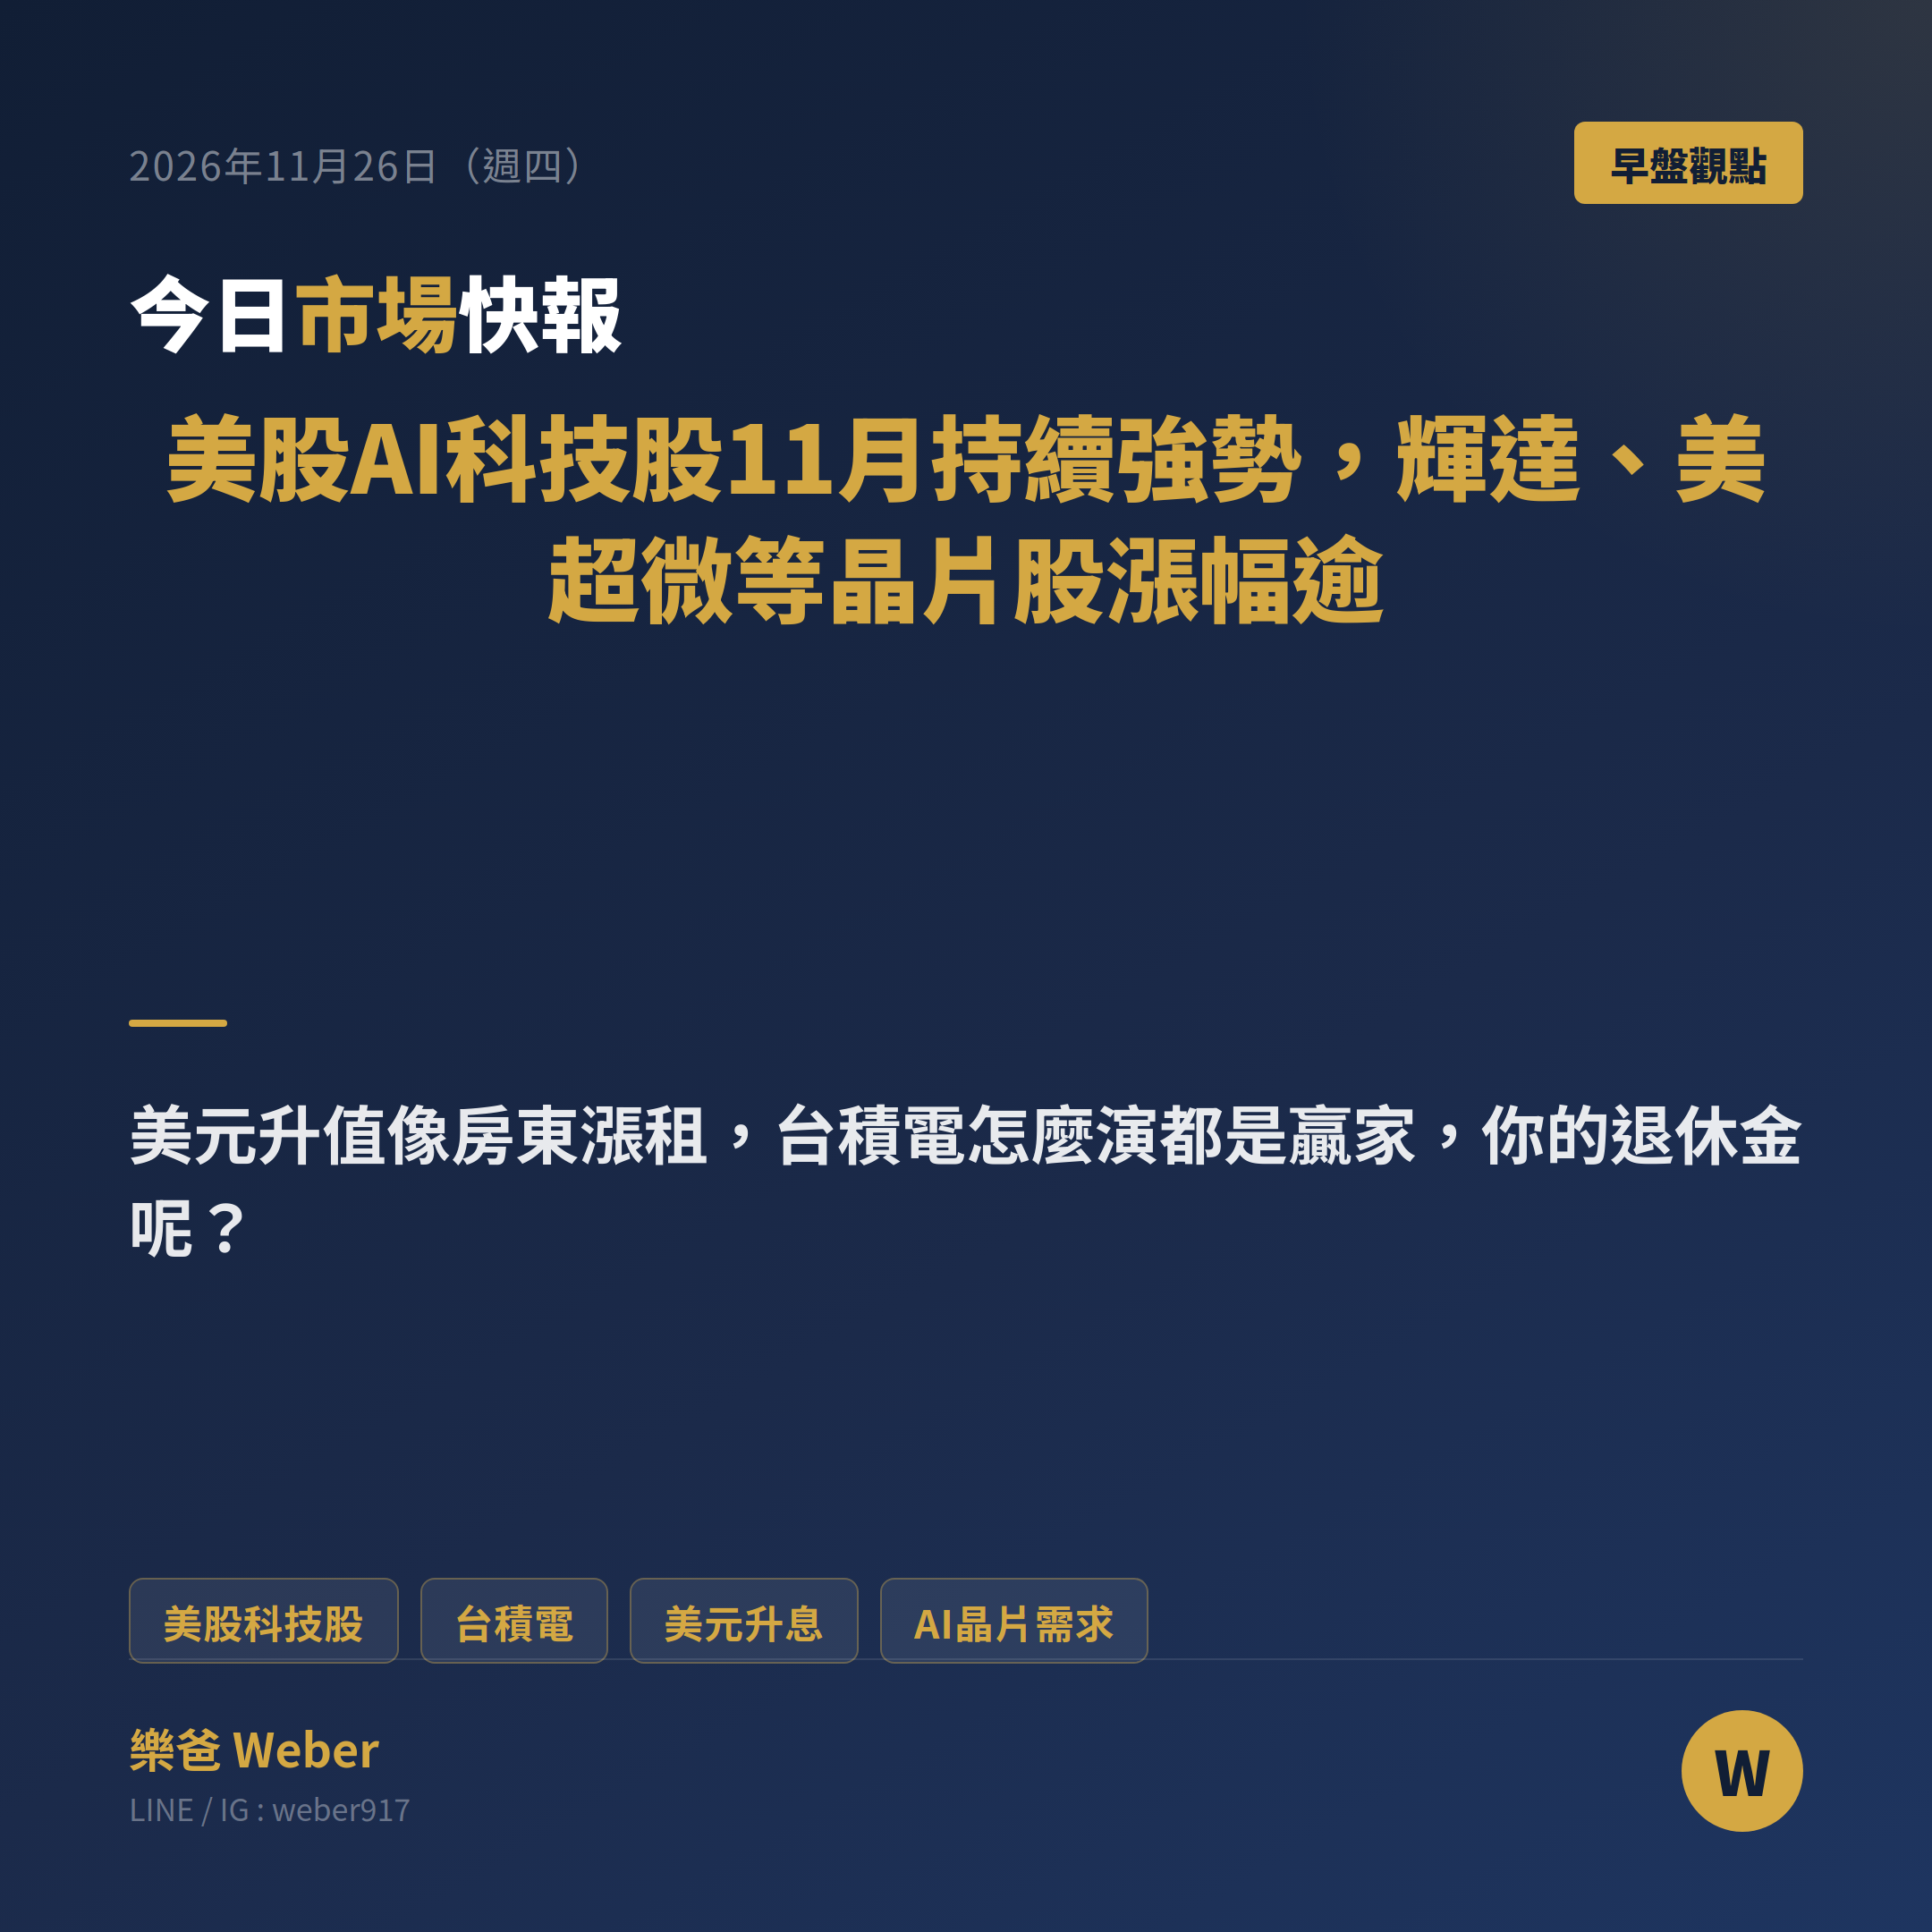 2026年11月26日（週四）
早盤觀點
今日市場快報
美股AI科技股11月持續強勢，輝達、美
超微等晶片股漲幅逾
美元升值像房東漲租，台積電怎麼演都是贏家，你的退休金
呢？
美股科技股
台積電
美元升息
AI晶片需求
樂爸 Weber
LINE / IG : weber917
W